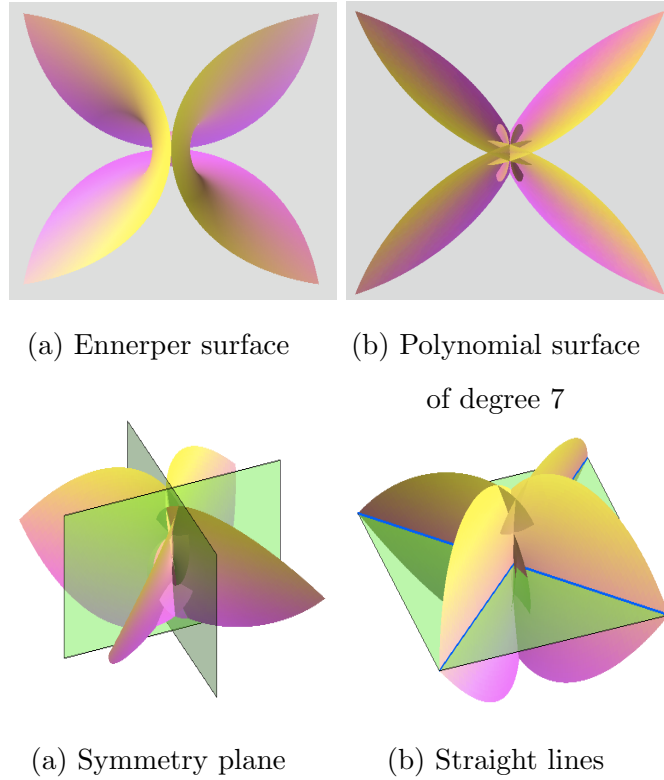 (a) Ennerper surface
(b) Polynomial surface
of degree 7
(a) Symmetry plane
(b) Straight lines